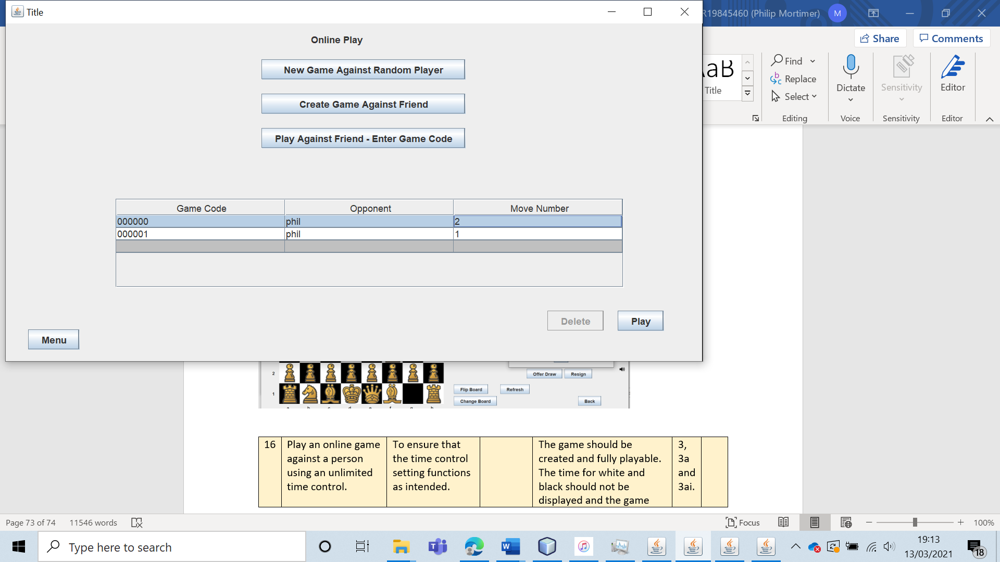 Title
R19845460 (Philip Mortimer)
M
Share
Comments
Online Play
New Game Against Random Player
Create Game Against Friend
Play Against Friend - Enter Game Code
AaB
Title
Find
Replace
Select
Editing
Dictate
Voice
Sensitivity
Sensitivity
Editor
Editor
Game Code Opponent Move Number
000000 phil 2
000001 phil 1
Delete
Play
Menu
2
1
Offer Draw
Resign
Flip Board
Refresh
Change Board
Back
16
Play an online game
against a person
using an unlimited
time control.
To ensure that
the time control
setting functions
as intended.
The game should be
created and fully playable.
The time for white and
black should not be
displayed and the game
3,
3a
and
3ai.
Page 73 of 74
11546 words
Focus
100%
Type here to search
19:13
13/03/2021
18